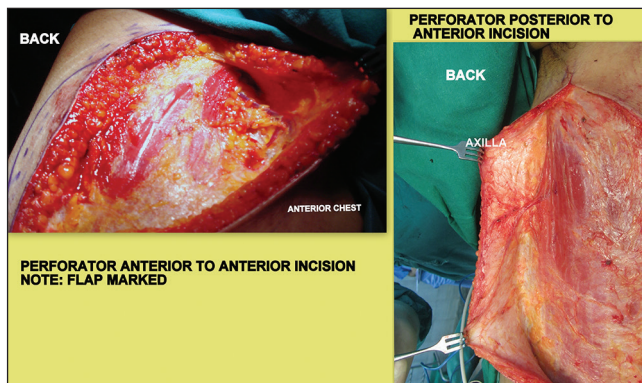 BACK
ANTERIOR CHEST
PERFORATOR ANTERIOR TO ANTERIOR INCISION
NOTE: FLAP MARKED
PERFORATOR POSTERIOR TO
ANTERIOR INCISION
BACK
AXILLA